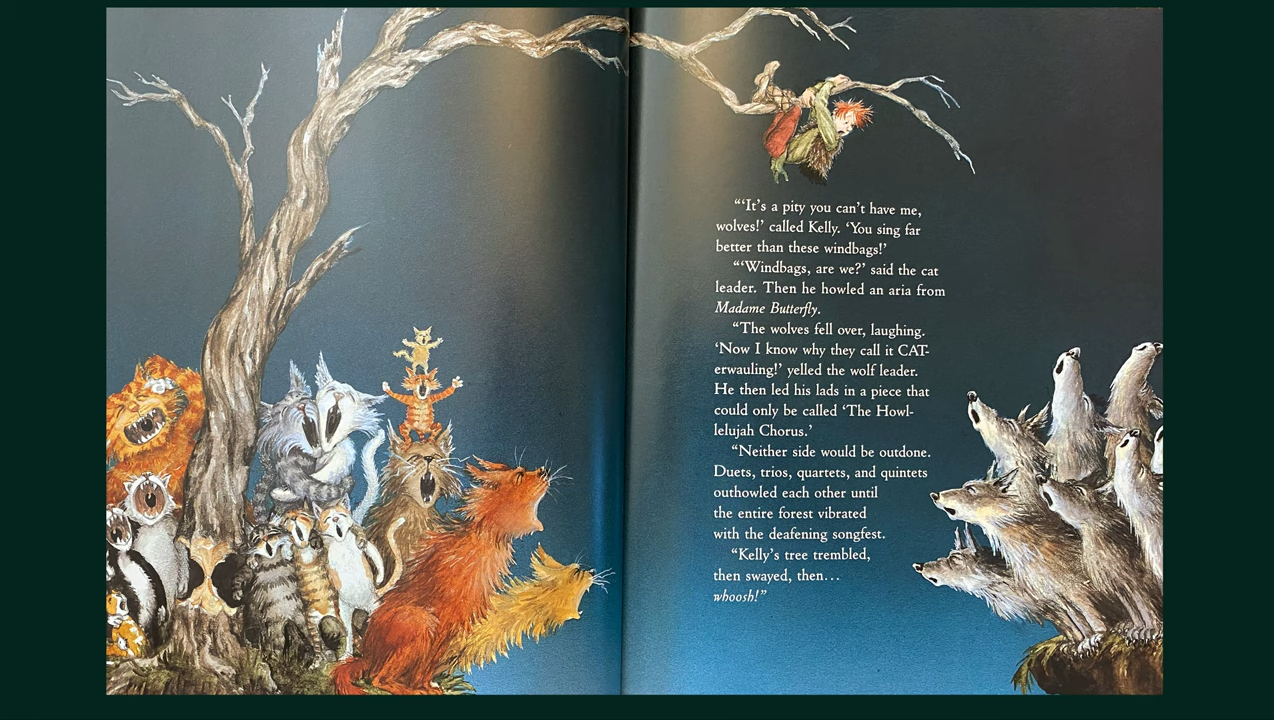 “‘It’s a pity you can’t have me,
wolves!’ called Kelly. ‘You sing far
better than these windbags!’
“‘Windbags, are we?’ said the cat
leader. Then he howled an aria from
Madame Butterfly.
“The wolves fell over, laughing.
‘Now I know why they call it CAT-
erwauling!’ yelled the wolf leader.
He then led his lads in a piece that
could only be called ‘The Howl-
lelujah Chorus.’
“Neither side would be outdone.
Duets, trios, quartets, and quintets
outhowled each other until
the entire forest vibrated
with the deafening songfest.
“Kelly’s tree trembled,
then swayed, then…
whoosh!”